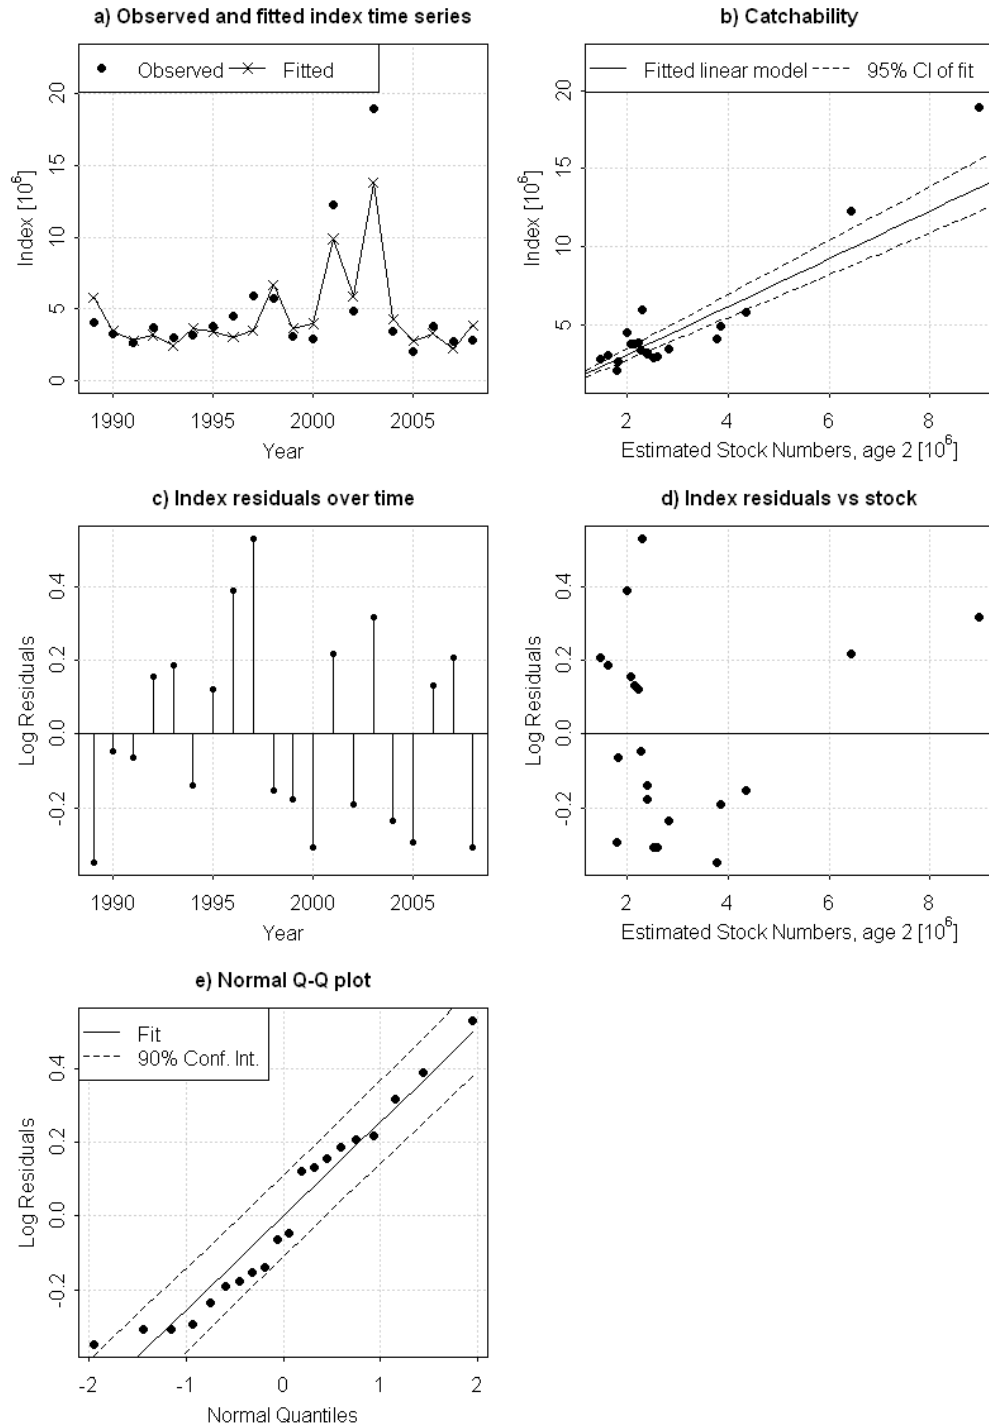 a) Observed and fitted index time series
Observed Fitted
Index [10^6]
20
15
10
5
0
1990 1995 2000 2005
Year
b) Catchability
Fitted linear model 95% CI of fit
Index [10^6]
20
15
10
5
2 4 6 8
Estimated Stock Numbers, age 2 [10^6]
c) Index residuals over time
Log Residuals
0.4
0.2
0.0
-0.2
1990 1995 2000 2005
Year
d) Index residuals vs stock
Log Residuals
0.4
0.2
0.0
-0.2
2 4 6 8
Estimated Stock Numbers, age 2 [10^6]
e) Normal Q-Q plot
Fit
90% Conf. Int.
Log Residuals
0.4
0.2
0.0
-0.2
-2 -1 0 1 2
Normal Quantiles